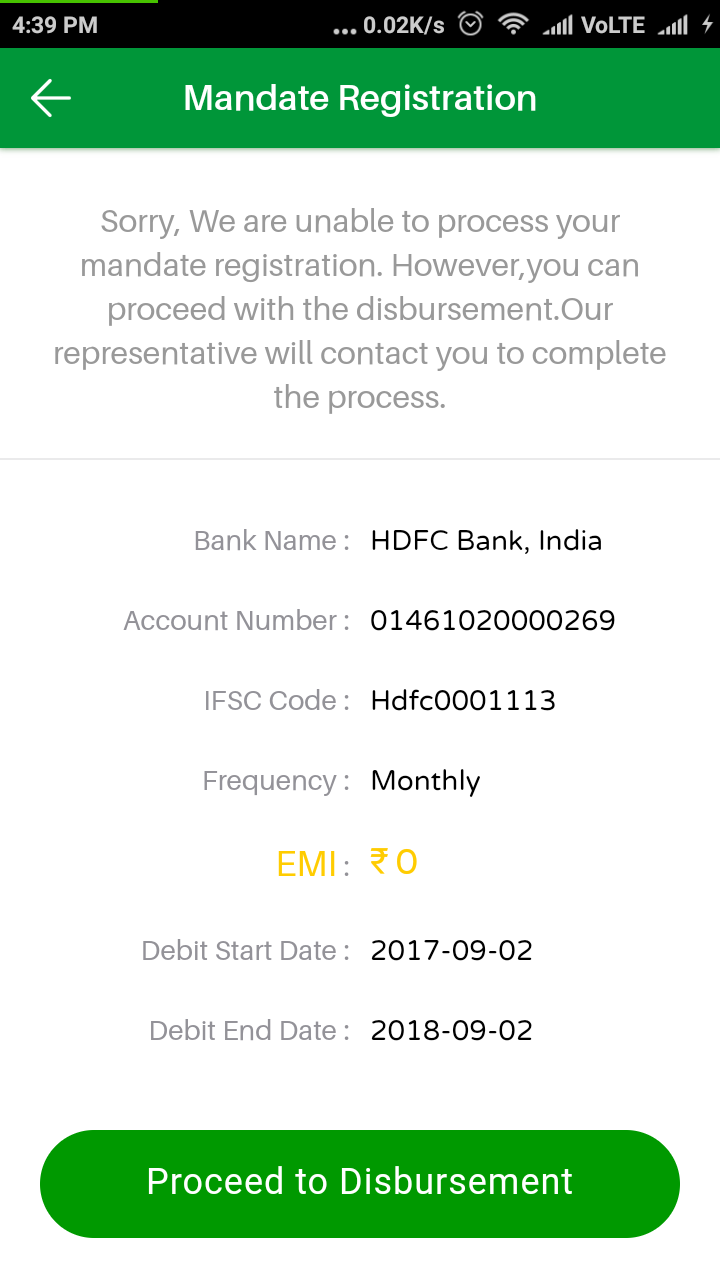 4:39 PM ... 0.02K/s VoLTE
Mandate Registration
Sorry, We are unable to process your
mandate registration. However,you can
proceed with the disbursement.Our
representative will contact you to complete
the process.
Bank Name : HDFC Bank, India
Account Number : 01461020000269
IFSC Code : Hdfc0001113
Frequency : Monthly
EMI : ₹ 0
Debit Start Date : 2017-09-02
Debit End Date : 2018-09-02
Proceed to Disbursement